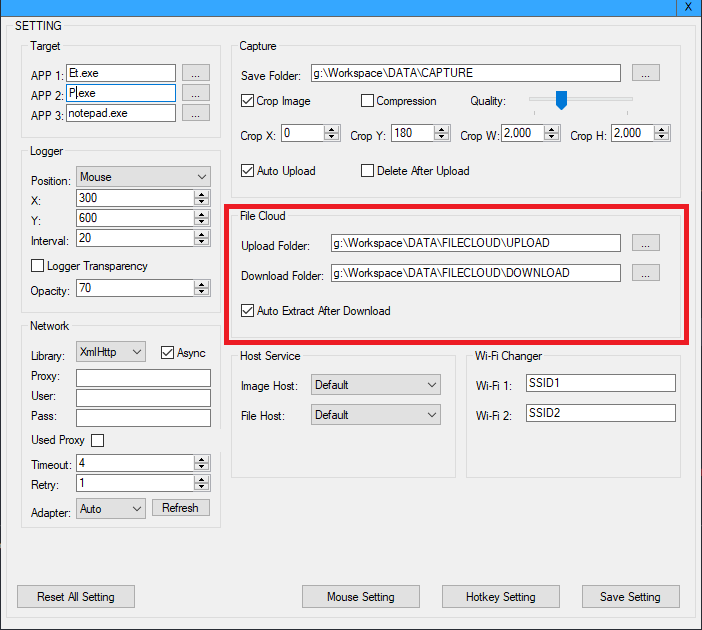 X
SETTING
Target
APP 1: Et.exe ...
APP 2: P.exe ...
APP 3: notepad.exe ...
Logger
Position: Mouse
X: 300
Y: 600
Interval: 20
Logger Transparency
Opacity: 70
Network
Library: XmlHttp Async
Proxy:
User:
Pass:
Used Proxy
Timeout: 4
Retry: 1
Adapter: Auto Refresh
Capture
Save Folder: g:\Workspace\DATA\CAPTURE ...
Crop Image Compression Quality:
Crop X: 0 Crop Y: 180 Crop W: 2,000 Crop H: 2,000
Auto Upload Delete After Upload
File Cloud
Upload Folder: g:\Workspace\DATA\FILECLOUD\UPLOAD ...
Download Folder: g:\Workspace\DATA\FILECLOUD\DOWNLOAD ...
Auto Extract After Download
Host Service
Image Host: Default
File Host: Default
Wi-Fi Changer
Wi-Fi 1: SSID1
Wi-Fi 2: SSID2
Reset All Setting Mouse Setting Hotkey Setting Save Setting